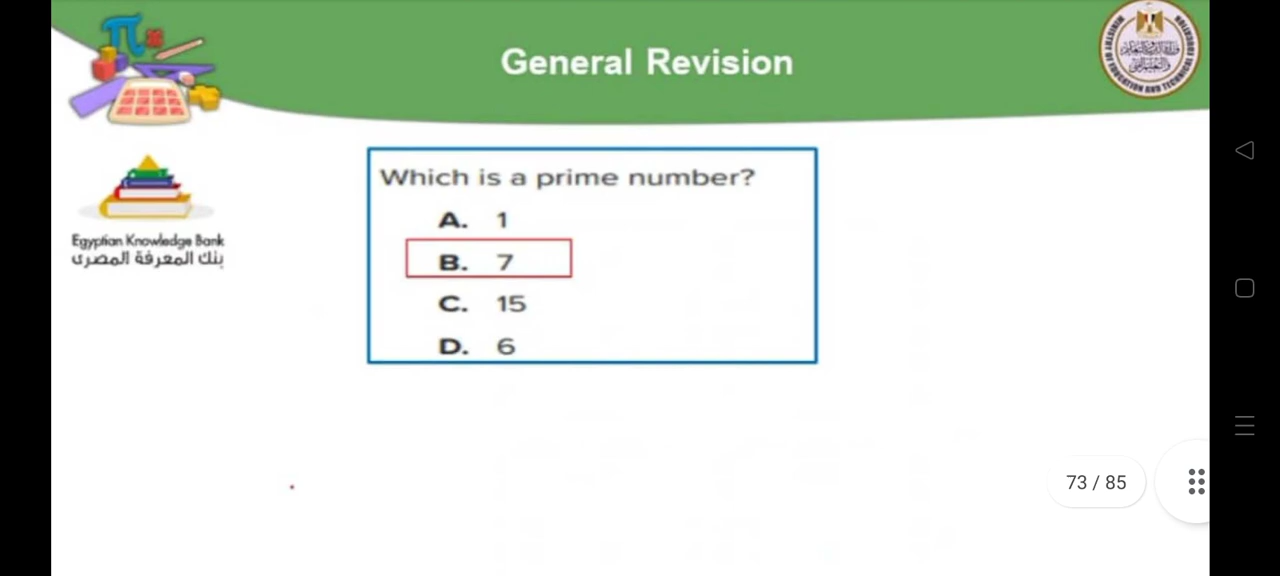 General Revision
Egyptian Knowledge Bank
بنك المعرفة المصرى
Which is a prime number?
A. 1
B. 7
C. 15
D. 6
73 / 85